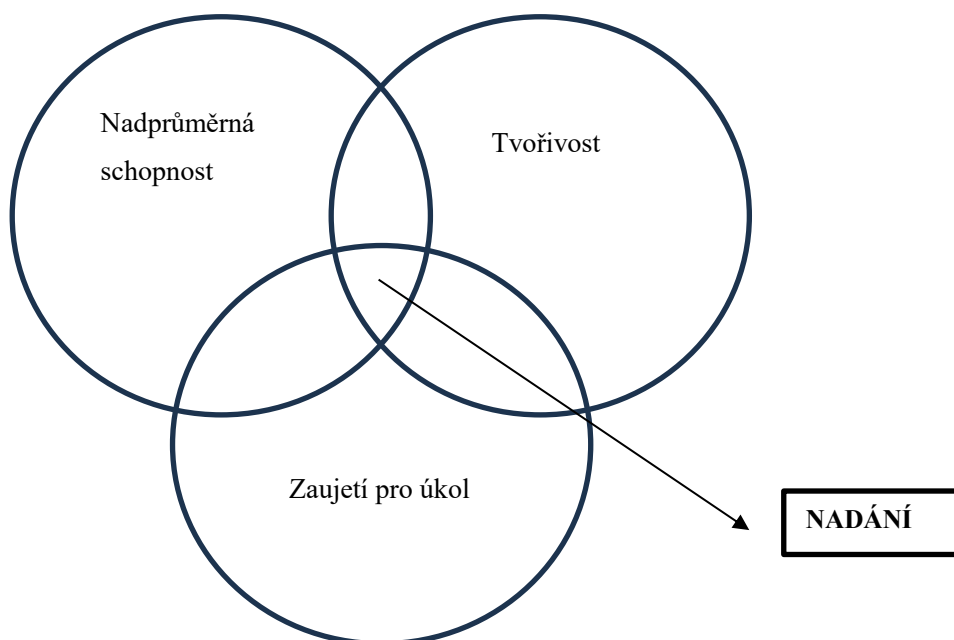 Nadprůměrná
schopnost
Tvořivost
Zaujetí pro úkol
NADÁNÍ